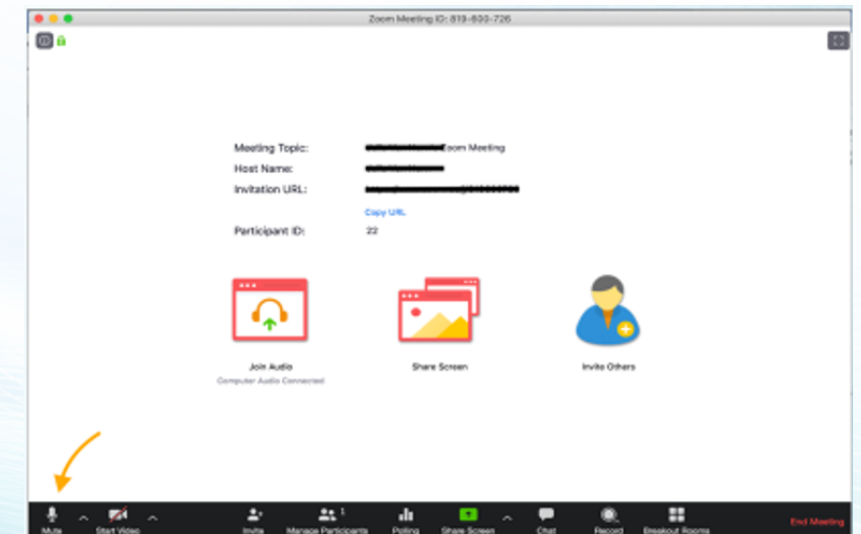 Zoom Meeting ID: 819-600-726
Meeting Topic: Zoom Meeting
Host Name:
Invitation URL:
Copy URL
Participant ID: 22
Join Audio
Computer Audio Connected
Share Screen
Invite Others
1
Mute
Start Video
Invite
Manage Participants
Polling
Share Screen
Chat
Record
Breakout Rooms
End Meeting